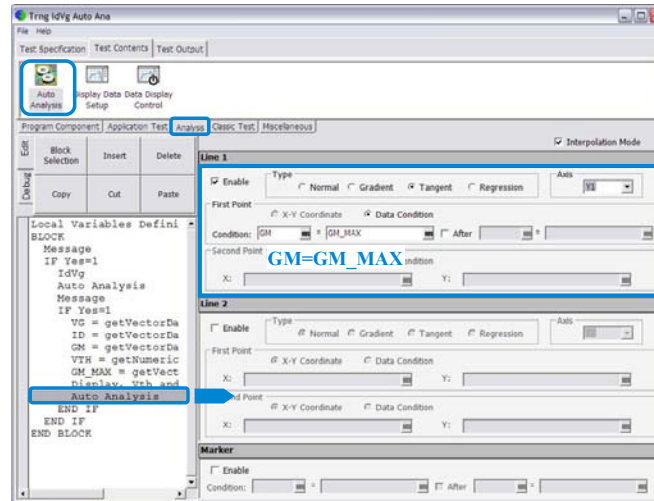 Trng IdVg Auto Ana
File Help
Test Specification Test Contents Test Output
Auto Analysis
Display Data Setup
Data Display Control
Program Component Application Test Analysis Classic Test Miscellaneous
Edit
Debug
Block Selection Insert Delete
Copy Cut Paste
Local Variables Defini
BLOCK
Message
IF Yes=1
IdVg
Auto Analysis
Message
IF Yes=1
VG = getVectorDa
ID = getVectorDa
GM = getVectorDa
VTH = getNumeric
GM_MAX = getVect
Display, Vth and
Auto Analysis
END IF
END IF
END BLOCK
Interpolation Mode
Line 1
Enable
Type
Normal Gradient Tangent Regression
Axis
Y1
First Point
X-Y Coordinate Data Condition
Condition: GM = GM_MAX After =
Second Point
GM=GM_MAX
X: Y:
Line 2
Enable
Type
Normal Gradient Tangent Regression
Axis
First Point
X-Y Coordinate Data Condition
X: Y:
X-Y Coordinate Data Condition
X: Y:
Marker
Enable
Condition: = After =